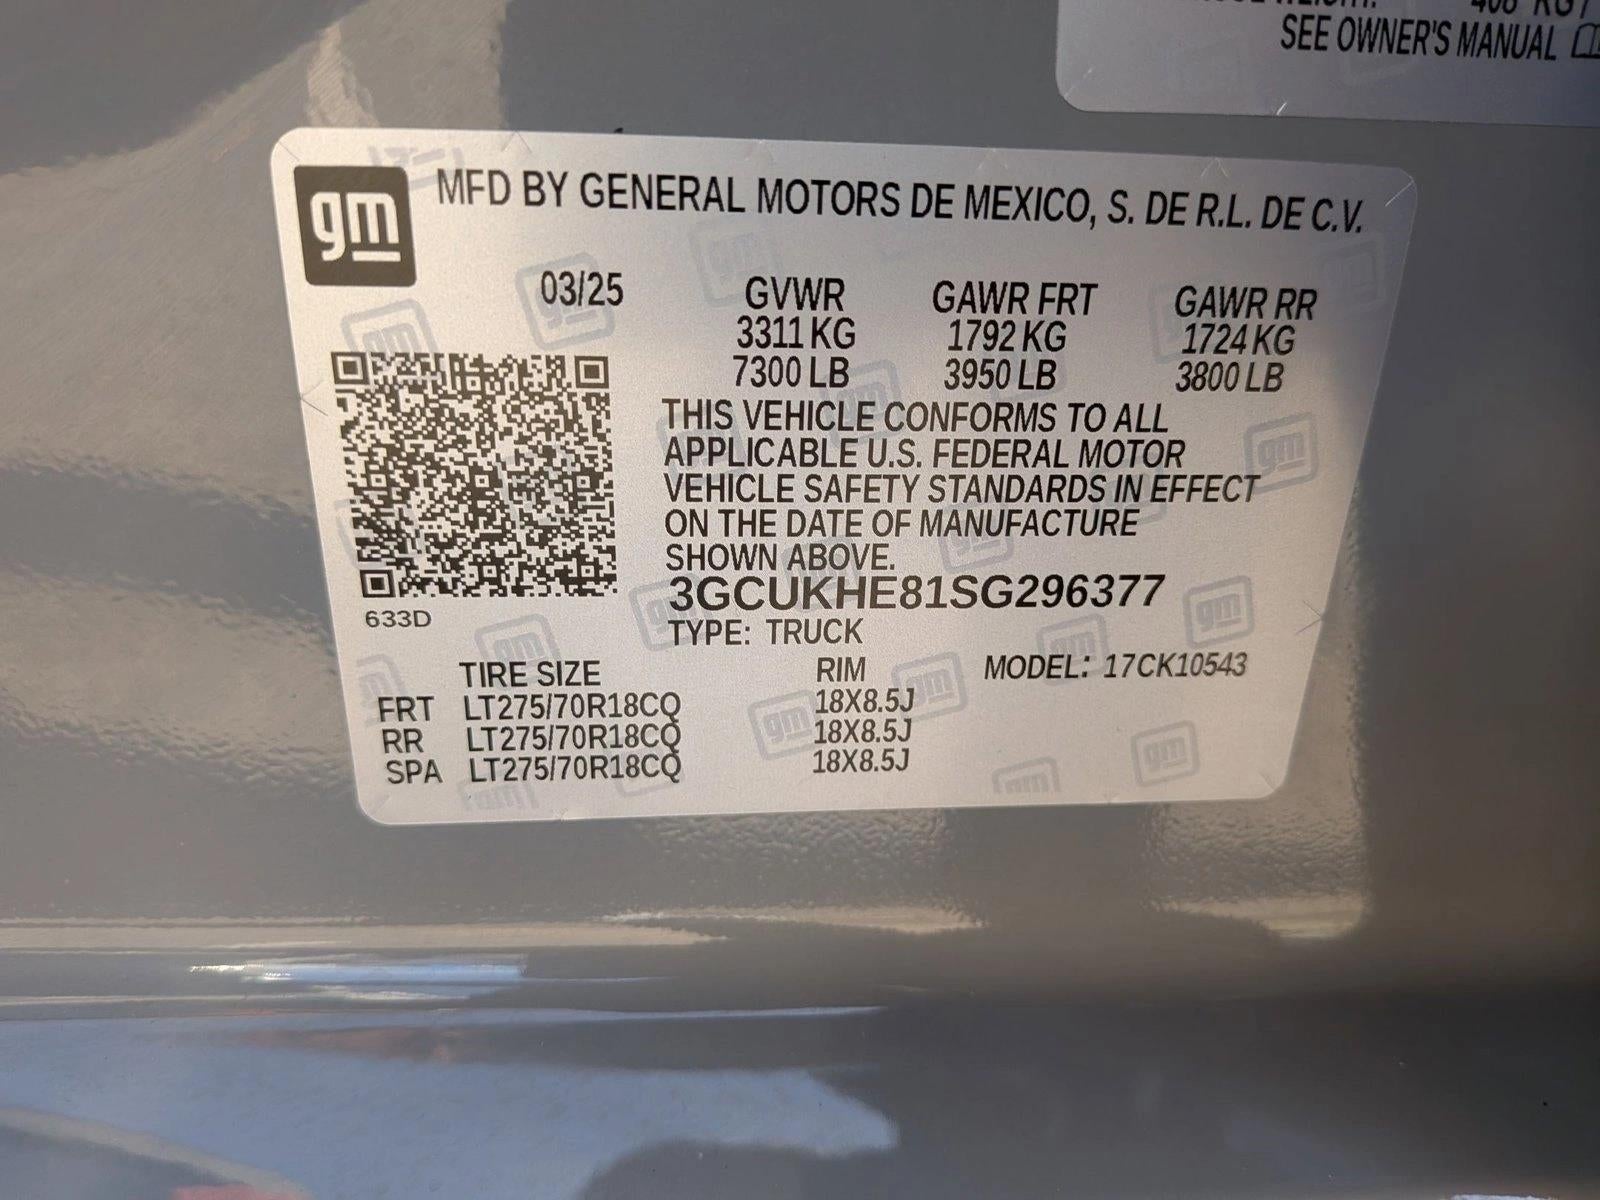 SEE OWNER'S MANUAL
gm
MFD BY GENERAL MOTORS DE MEXICO, S. DE R.L. DE C.V.
03/25 GVWR GAWR FRT GAWR RR
3311 KG 1792 KG 1724 KG
7300 LB 3950 LB 3800 LB
THIS VEHICLE CONFORMS TO ALL
APPLICABLE U.S. FEDERAL MOTOR
VEHICLE SAFETY STANDARDS IN EFFECT
ON THE DATE OF MANUFACTURE
SHOWN ABOVE.
3GCUKHE81SG296377
633D
TYPE: TRUCK
TIRE SIZE RIM MODEL: 17CK10543
FRT LT275/70R18CQ 18X8.5J
RR LT275/70R18CQ 18X8.5J
SPA LT275/70R18CQ 18X8.5J